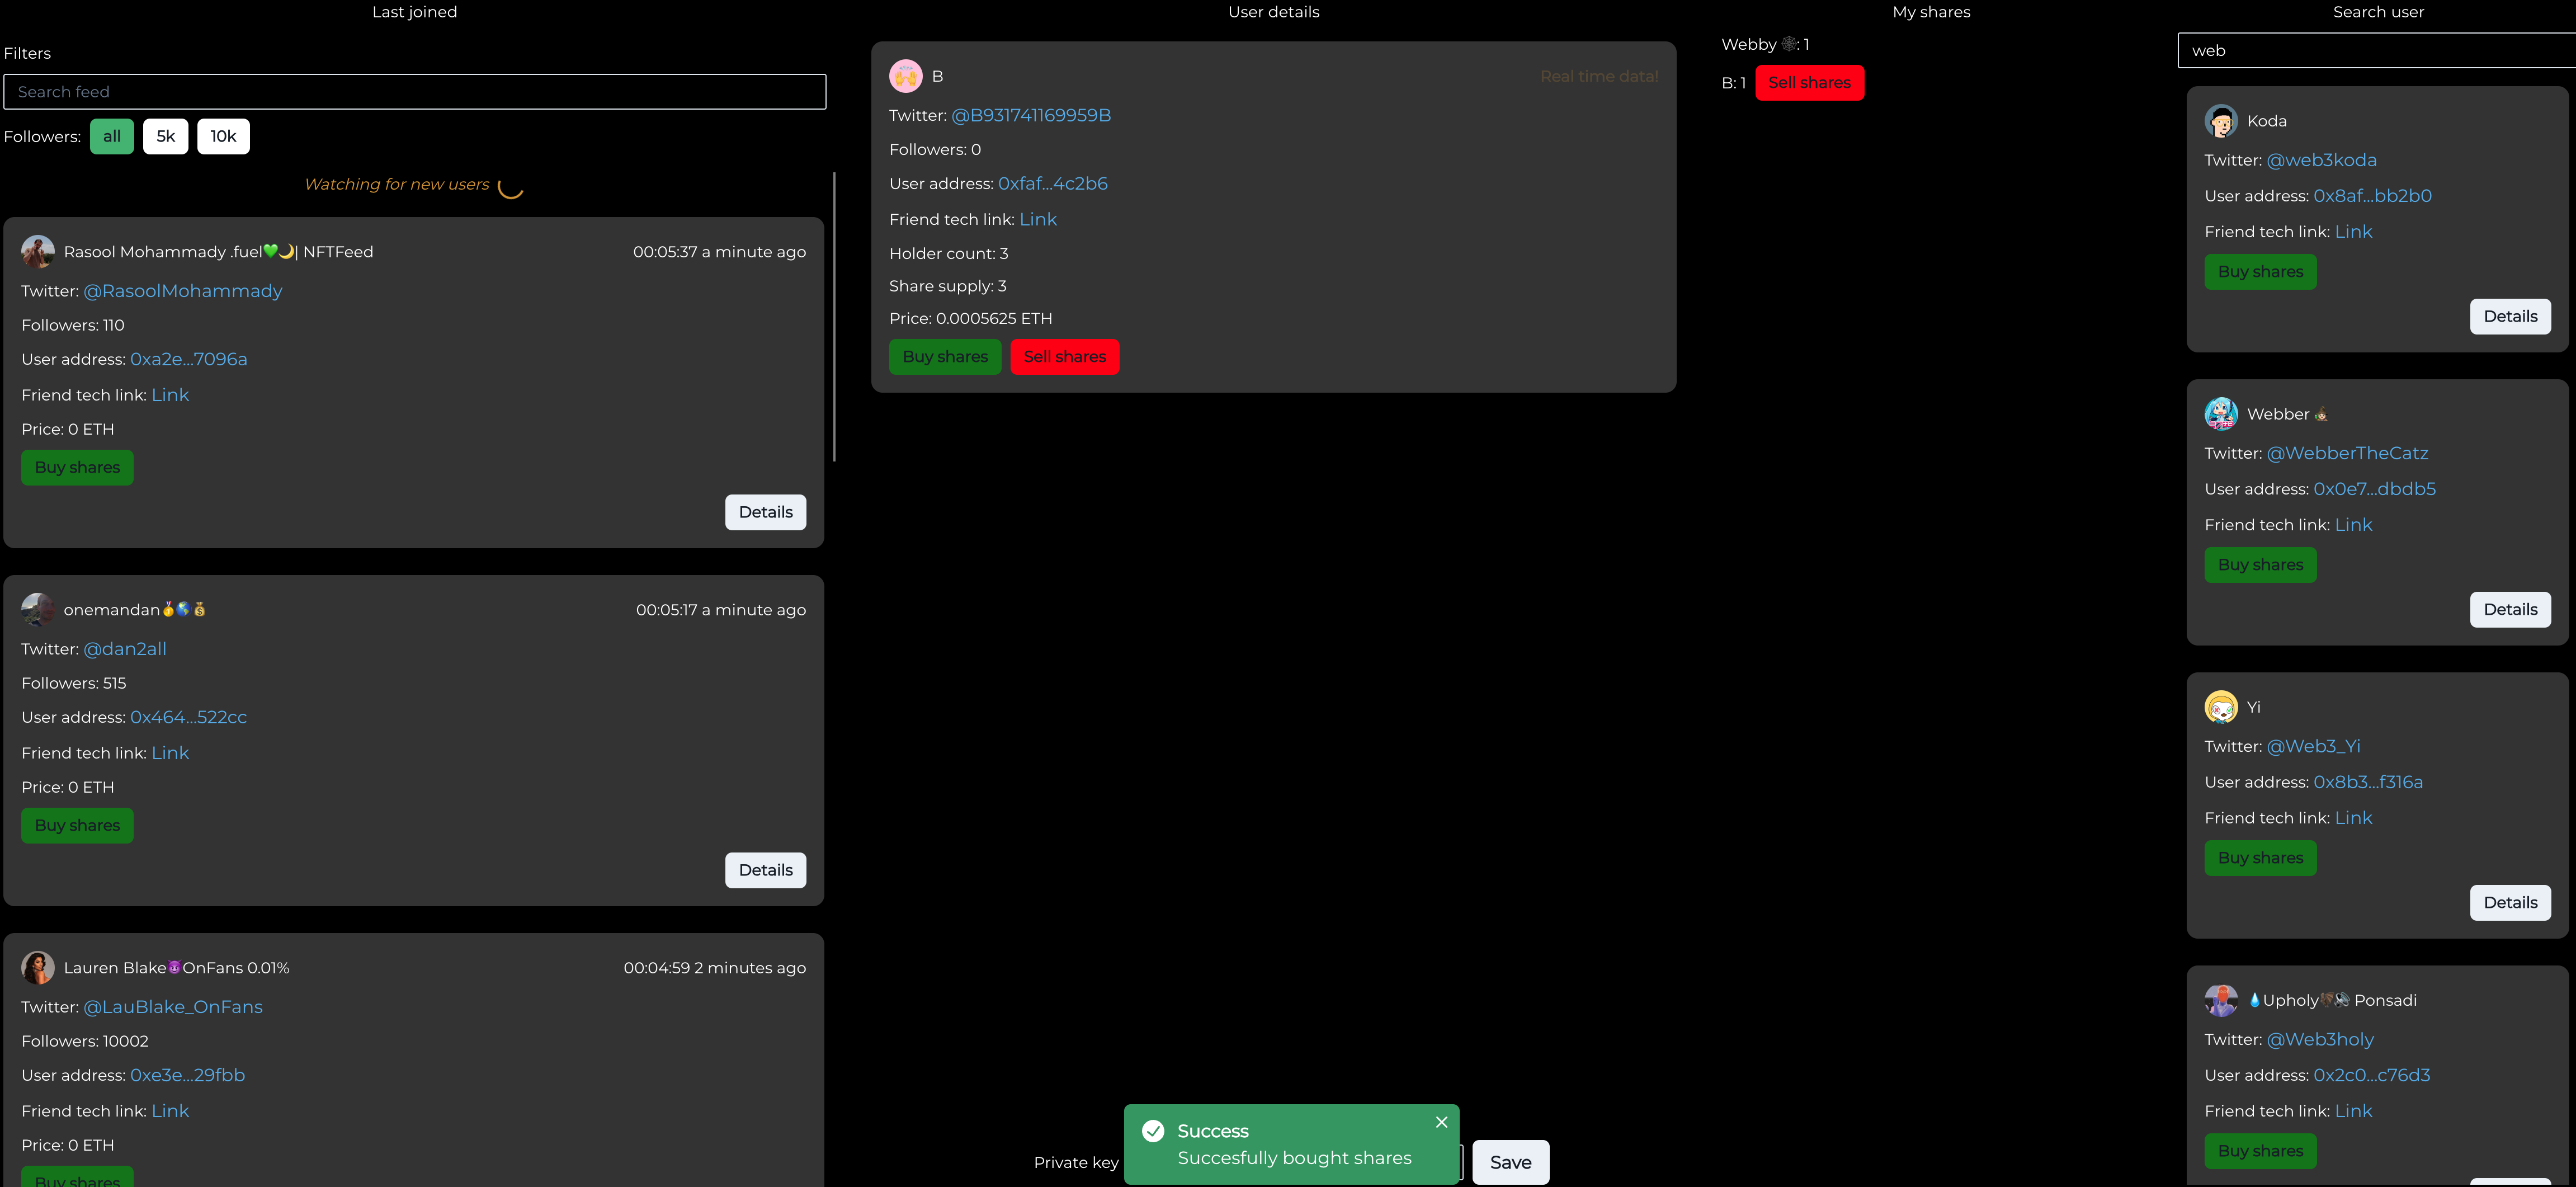 Last joined
Filters
Search feed
Followers: all 5k 10k
Watching for new users
Rasool Mohammady .fuel💚🌙| NFTFeed 00:05:37 a minute ago
Twitter: @RasoolMohammady
Followers: 110
User address: 0xa2e...7096a
Friend tech link: Link
Price: 0 ETH
Buy shares
Details
onemandan🥇🌎💰 00:05:17 a minute ago
Twitter: @dan2all
Followers: 515
User address: 0x464...522cc
Friend tech link: Link
Price: 0 ETH
Buy shares
Details
Lauren Blake😈OnFans 0.01% 00:04:59 2 minutes ago
Twitter: @LauBlake_OnFans
Followers: 10002
User address: 0xe3e...29fbb
Friend tech link: Link
Price: 0 ETH
Buy shares
User details
B Real time data!
Twitter: @B931741169959B
Followers: 0
User address: 0xfaf...4c2b6
Friend tech link: Link
Holder count: 3
Share supply: 3
Price: 0.0005625 ETH
Buy shares Sell shares
Private key Save
Success
Succesfully bought shares
My shares
Webby 🕸: 1
B: 1 Sell shares
Search user
web
Koda
Twitter: @web3koda
User address: 0x8af...bb2b0
Friend tech link: Link
Buy shares
Details
Webber
Twitter: @WebberTheCatz
User address: 0x0e7...dbdb5
Friend tech link: Link
Buy shares
Details
Yi
Twitter: @Web3_Yi
User address: 0x8b3...f316a
Friend tech link: Link
Buy shares
Details
💧Upholy Ponsadi
Twitter: @Web3holy
User address: 0x2c0...c76d3
Friend tech link: Link
Buy shares